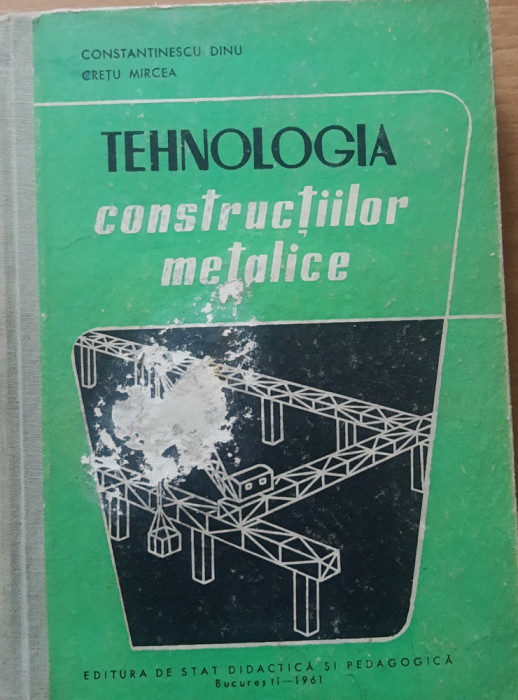 CONSTANTINESCU DINU
CREȚU MIRCEA
TEHNOLOGIA
construcțiilor
metalice
EDITURA DE STAT DIDACTICĂ ȘI PEDAGOGICĂ
București—1961